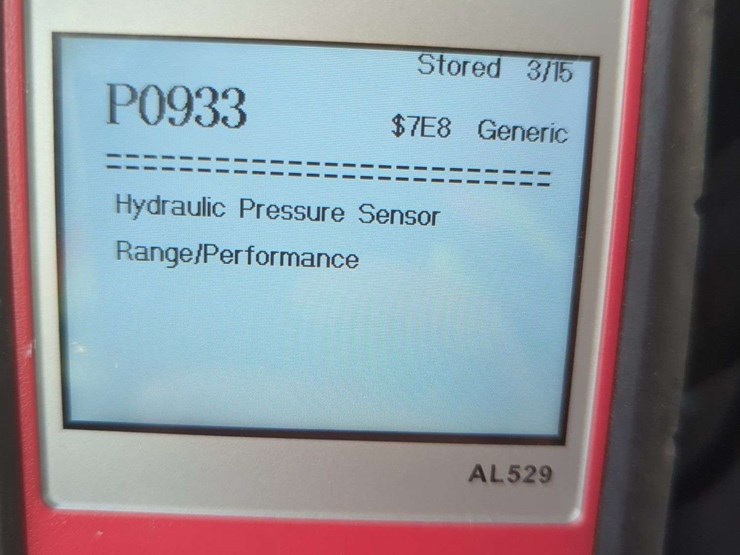 Stored 3/15
P0933
$7E8 Generic
==========================
Hydraulic Pressure Sensor
Range/Performance
AL529